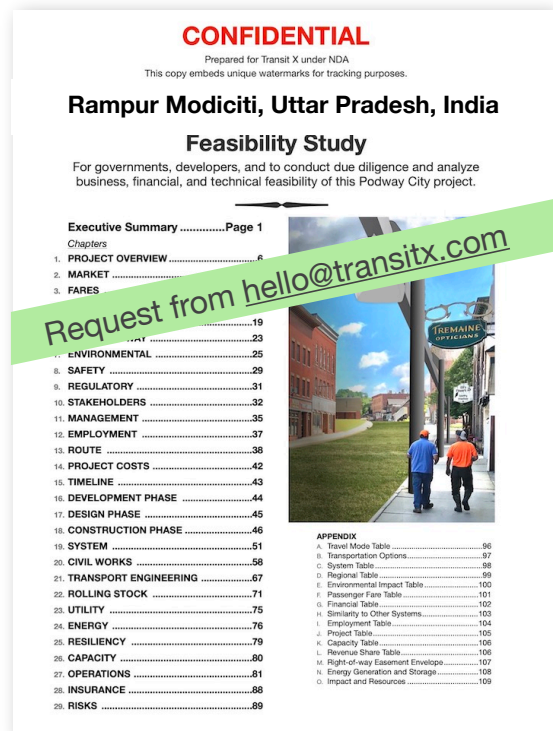 CONFIDENTIAL
Prepared for Transit X under NDA
This copy embeds unique watermarks for tracking purposes.
Rampur Modiciti, Uttar Pradesh, India
Feasibility Study
For governments, developers, and to conduct due diligence and analyze
business, financial, and technical feasibility of this Podway City project.
Executive Summary ..............Page 1
Chapters
1. PROJECT OVERVIEW ............................6
2. MARKET
3. FARES
Request from hello@transitx.com
19
23
ENVIRONMENTAL ....................................25
8. SAFETY ....................................................29
9. REGULATORY ........................................31
10. STAKEHOLDERS ...................................32
11. MANAGEMENT ......................................35
12. EMPLOYMENT ......................................37
13. ROUTE ....................................................38
14. PROJECT COSTS ..................................42
15. TIMELINE ................................................43
16. DEVELOPMENT PHASE ........................44
17. DESIGN PHASE ......................................45
18. CONSTRUCTION PHASE ......................46
19. SYSTEM ..................................................51
20. CIVIL WORKS ........................................58
21. TRANSPORT ENGINEERING ................67
22. ROLLING STOCK ..................................71
23. UTILITY ..................................................75
24. ENERGY ..................................................76
25. RESILIENCY ............................................79
26. CAPACITY ..............................................80
27. OPERATIONS ..........................................81
28. INSURANCE ............................................88
29. RISKS ......................................................89
TREMAINE
OPTICIANS
APPENDIX
A. Travel Mode Table ..........................................96
B. Transportation Options....................................97
C. System Table ..................................................98
D. Regional Table................................................99
E. Environmental Impact Table..........................100
F. Passenger Fare Table ....................................101
G. Financial Table..............................................102
H. Similarity to Other Systems..........................103
I. Employment Table ........................................104
J. Project Table................................................105
K. Capacity Table..............................................106
L. Revenue Share Table....................................106
M. Right-of-way Easement Envelope................107
N. Energy Generation and Storage....................108
O. Impact and Resources ..................................109